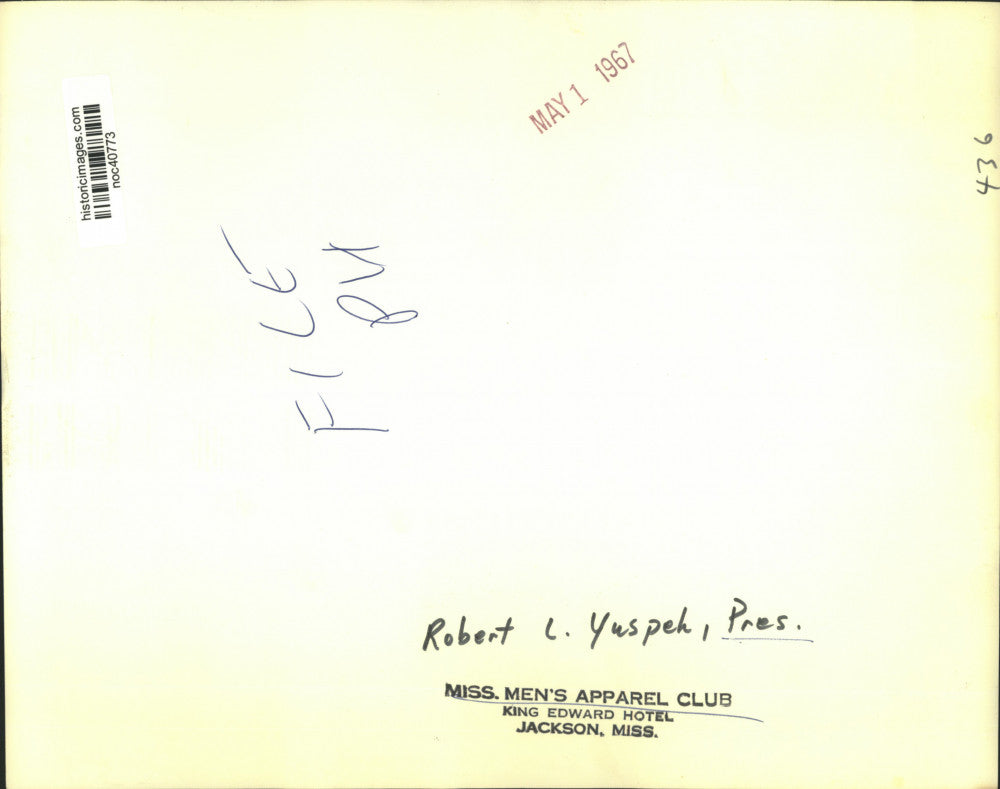 MAY 1 1967
historicimages.com
noc40773
436
FILE
Robert L. Yuspeh, Pres.
MISS. MEN'S APPAREL CLUB
KING EDWARD HOTEL
JACKSON, MISS.